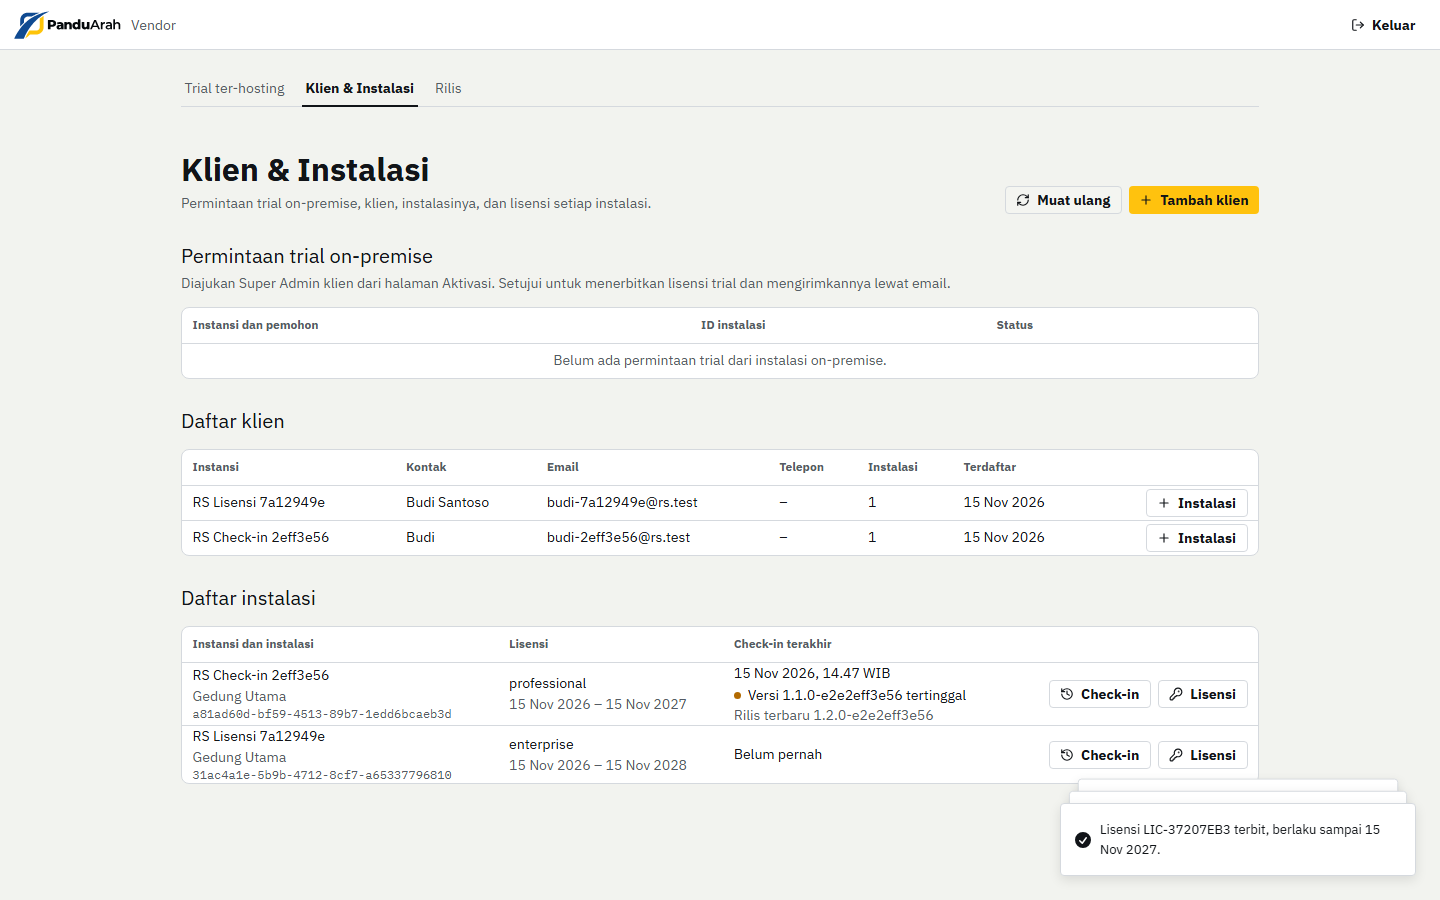 PanduArah Vendor
Keluar
Trial ter-hosting Klien & Instalasi Rilis
Klien & Instalasi
Permintaan trial on-premise, klien, instalasinya, dan lisensi setiap instalasi.
Muat ulang
Tambah klien
Permintaan trial on-premise
Diajukan Super Admin klien dari halaman Aktivasi. Setujui untuk menerbitkan lisensi trial dan mengirimkannya lewat email.
Instansi dan pemohon ID instalasi Status
Belum ada permintaan trial dari instalasi on-premise.
Daftar klien
Instansi Kontak Email Telepon Instalasi Terdaftar
RS Lisensi 7a12949e Budi Santoso budi-7a12949e@rs.test – 1 15 Nov 2026 + Instalasi
RS Check-in 2eff3e56 Budi budi-2eff3e56@rs.test – 1 15 Nov 2026 + Instalasi
Daftar instalasi
Instansi dan instalasi Lisensi Check-in terakhir
RS Check-in 2eff3e56
Gedung Utama
a81ad60d-bf59-4513-89b7-1edd6bcaeb3d
professional
15 Nov 2026 – 15 Nov 2027
15 Nov 2026, 14.47 WIB
Versi 1.1.0-e2e2eff3e56 tertinggal
Rilis terbaru 1.2.0-e2e2eff3e56
Check-in Lisensi
RS Lisensi 7a12949e
Gedung Utama
31ac4a1e-5b9b-4712-8cf7-a65337796810
enterprise
15 Nov 2026 – 15 Nov 2028
Belum pernah
Check-in Lisensi
Lisensi LIC-37207EB3 terbit, berlaku sampai 15
Nov 2027.